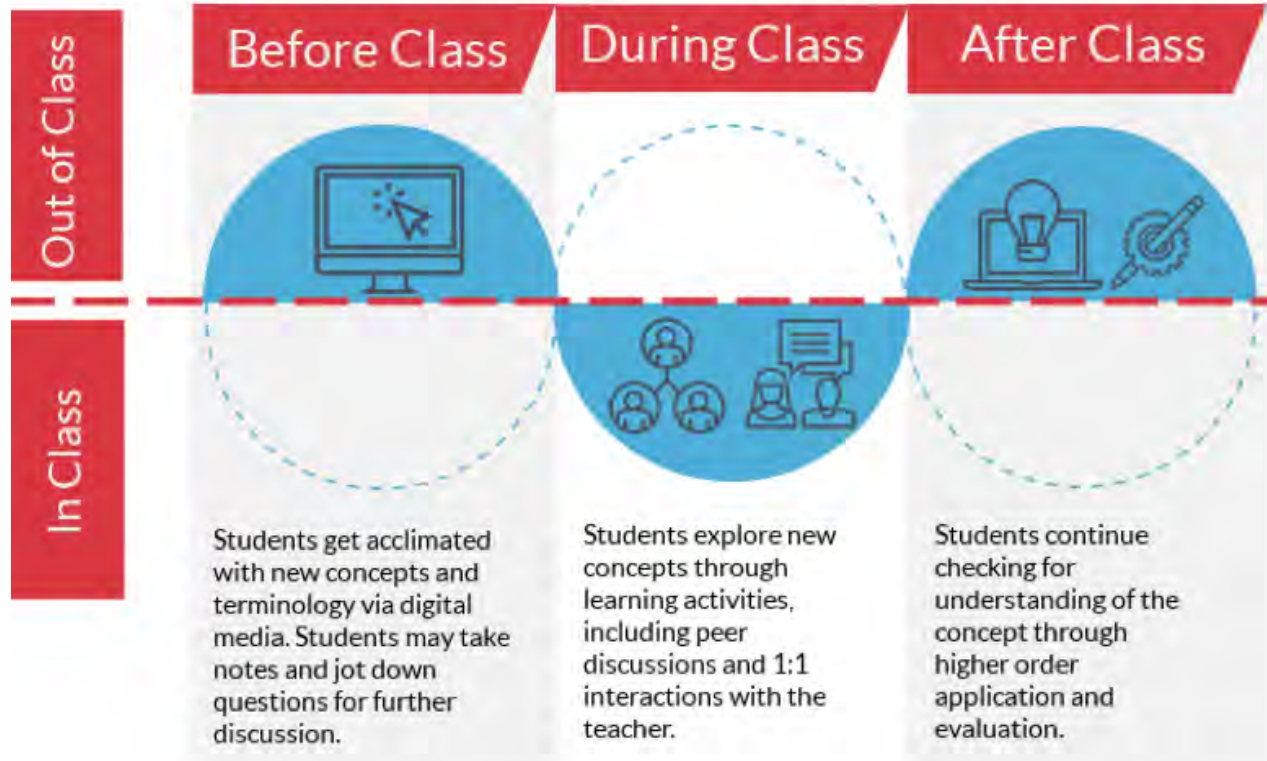 Out of Class
In Class
Before Class
During Class
After Class
Students get acclimated
with new concepts and
terminology via digital
media. Students may take
notes and jot down
questions for further
discussion.
Students explore new
concepts through
learning activities,
including peer
discussions and 1:1
interactions with the
teacher.
Students continue
checking for
understanding of the
concept through
higher order
application and
evaluation.